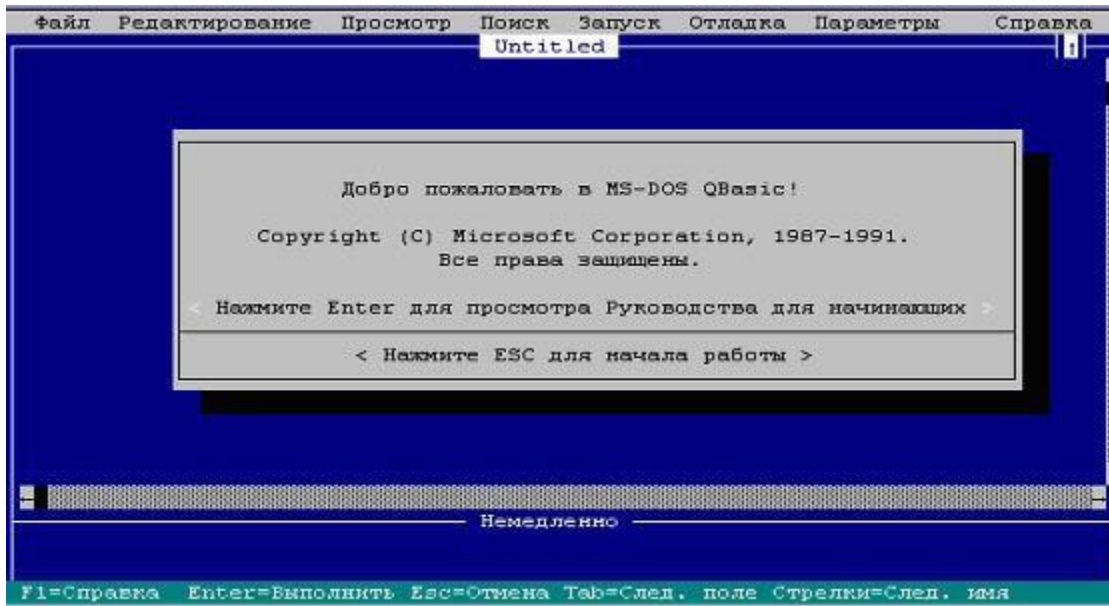 Файл Редактирование Просмотр Поиск Запуск Отладка Параметры Справка
Untitled
Добро пожаловать в MS-DOS QBasic!
Copyright (C) Microsoft Corporation, 1987-1991.
Все права защищены.
< Нажмите Enter для просмотра Руководства для начинающих >
< Нажмите ESC для начала работы >
Немедленно
F1=Справка Enter=Выполнить Esc=Отмена Tab=След. поле Стрелки=След. имя